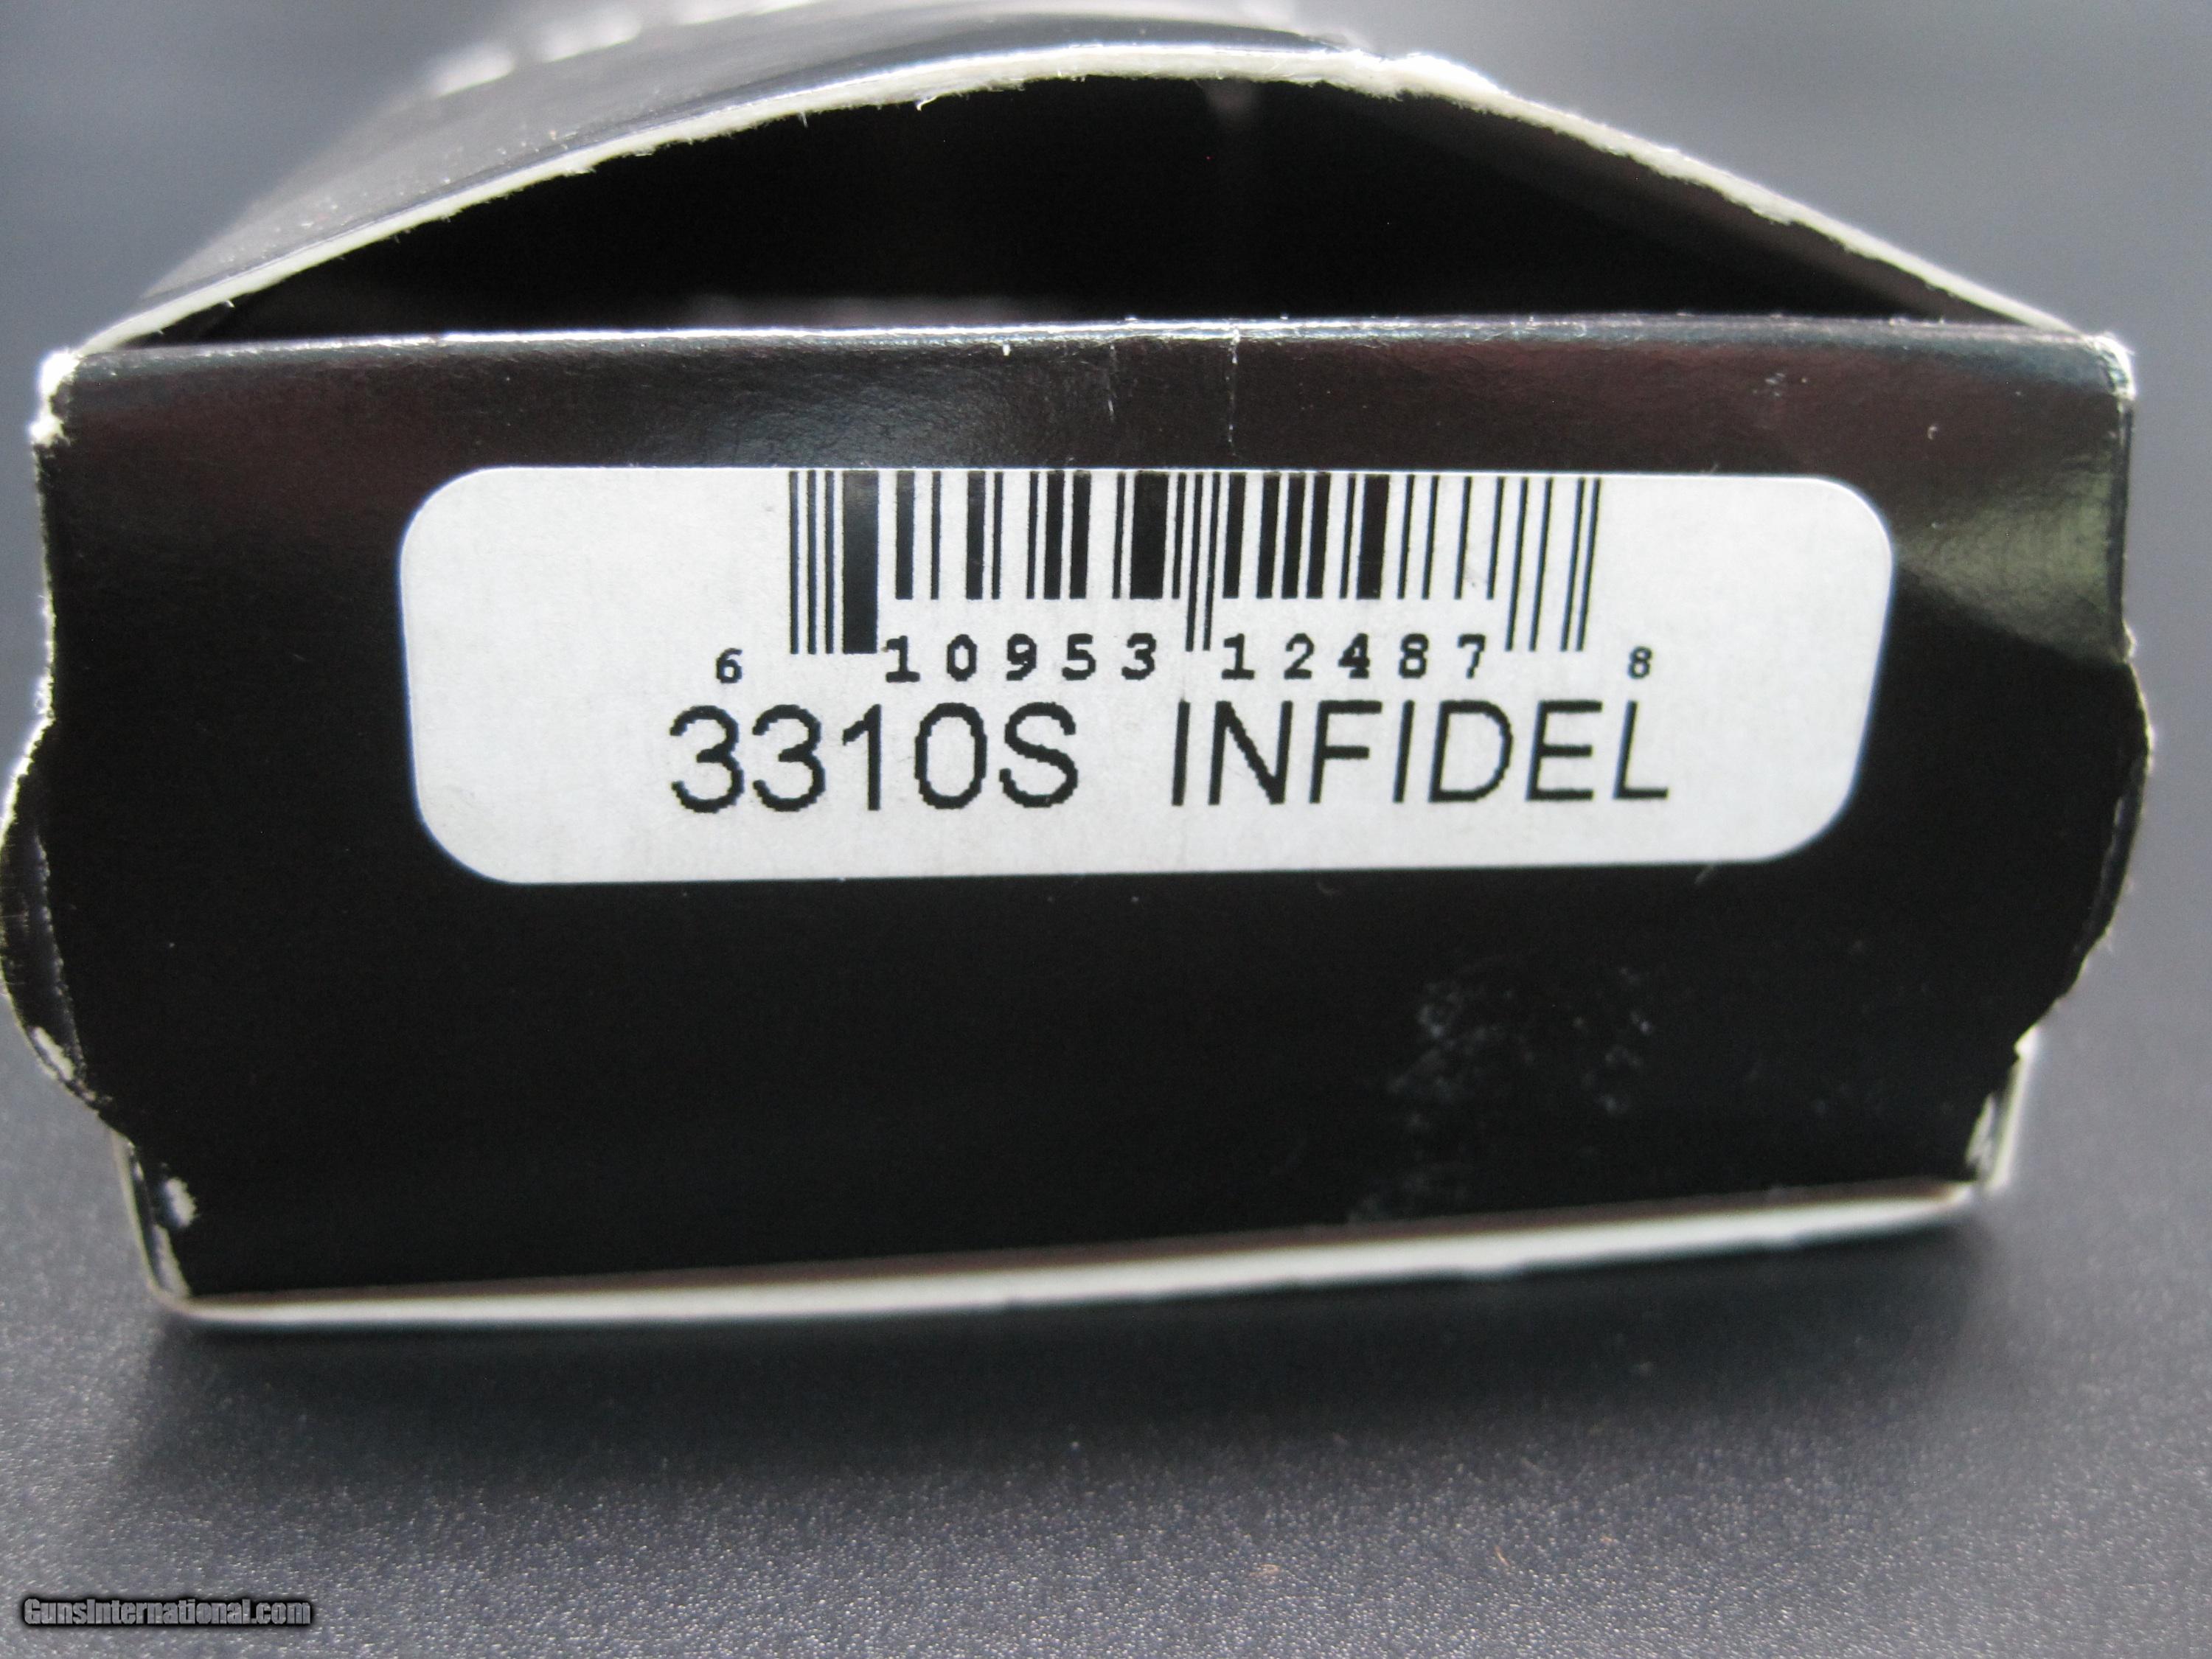 6 10953 12487 8
3310S INFIDEL
GunsInternational.com